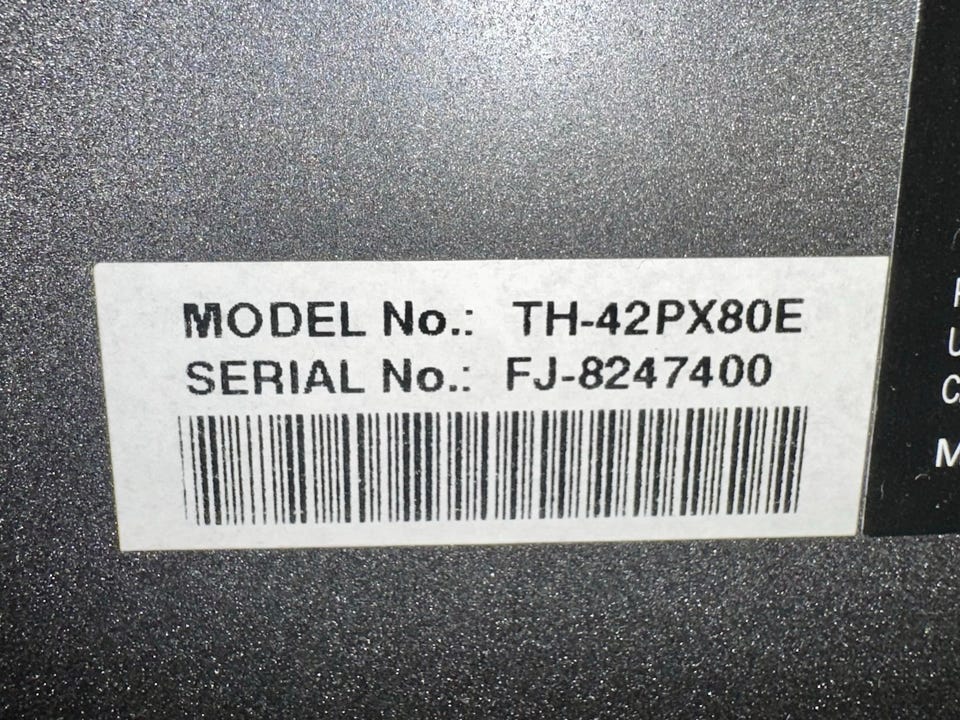 MODEL No.: TH-42PX80E
SERIAL No.: FJ-8247400